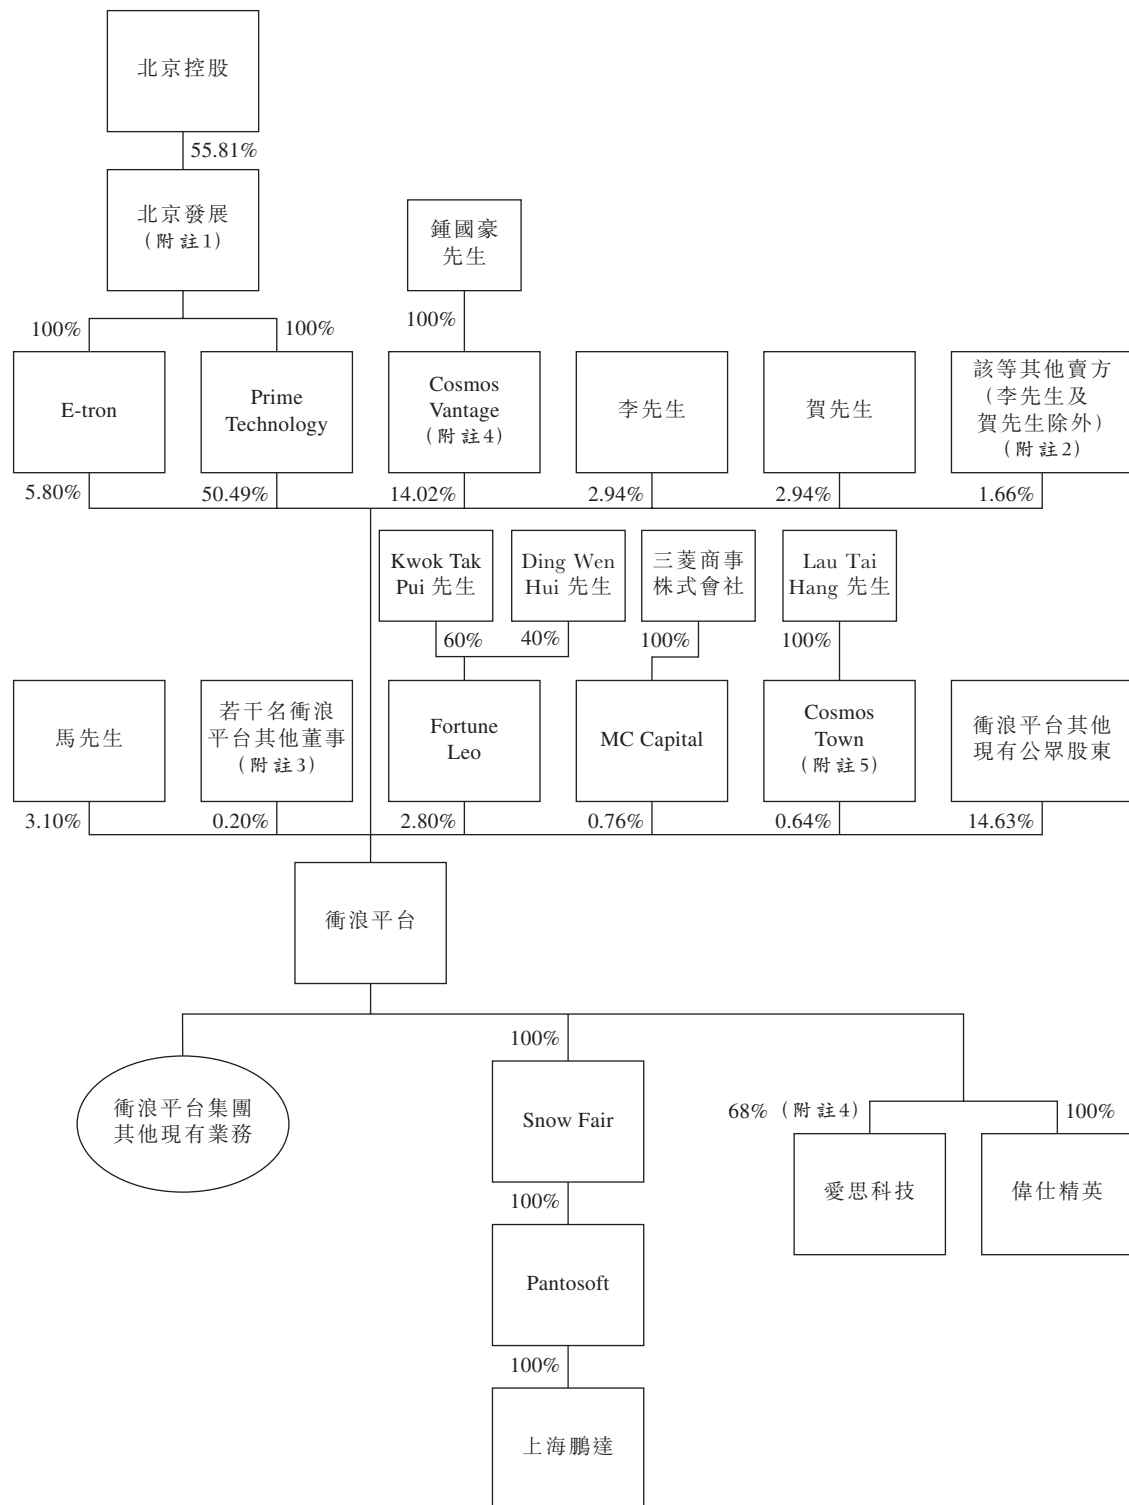 北京控股
55.81%
北京發展
(附註1)
鍾國豪
先生
100%
100%
100%
E-tron
Prime
Technology
Cosmos
Vantage
(附註4)
李先生
賀先生
該等其他賣方
(李先生及
賀先生除外)
(附註2)
5.80%
50.49%
14.02%
2.94%
2.94%
1.66%
Kwok Tak
Pui 先生
Ding Wen
Hui 先生
三菱商事
株式會社
Lau Tai
Hang 先生
60%
40%
100%
100%
馬先生
若干名衝浪
平台其他董事
(附註3)
Fortune
Leo
MC Capital
Cosmos
Town
(附註5)
衝浪平台其他
現有公眾股東
3.10%
0.20%
2.80%
0.76%
0.64%
14.63%
衝浪平台
100%
衝浪平台集團
其他現有業務
Snow Fair
68% (附註4)
100%
愛思科技
偉仕精英
100%
Pantosoft
100%
上海鵬達